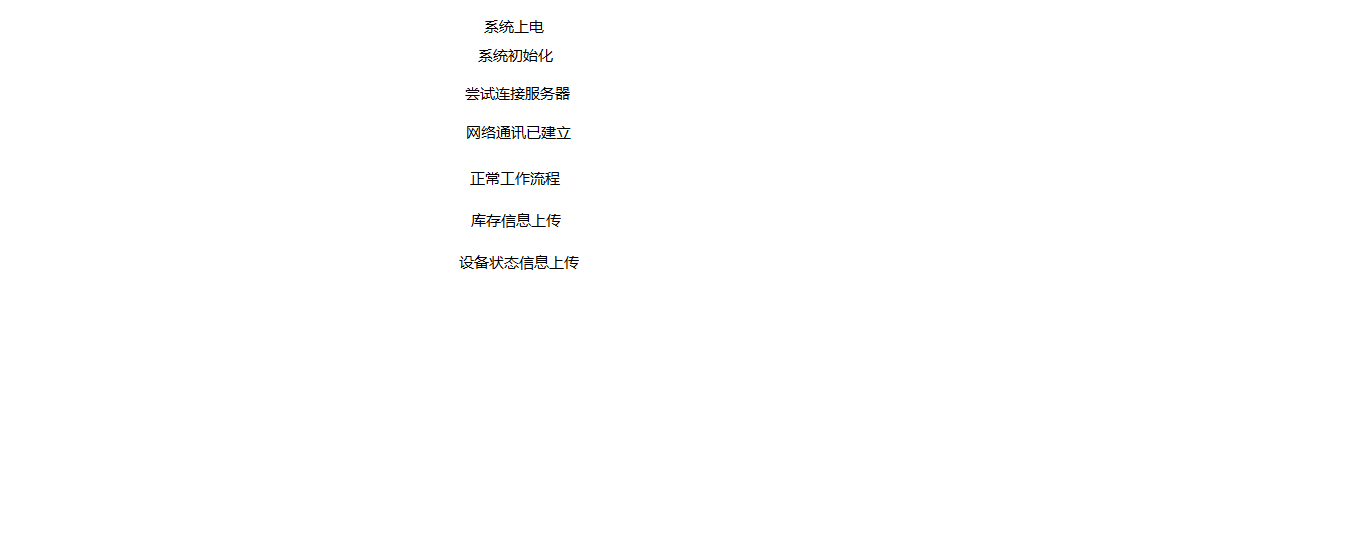 系统上电
系统初始化
尝试连接服务器
网络通讯已建立
正常工作流程
库存信息上传
设备状态信息上传